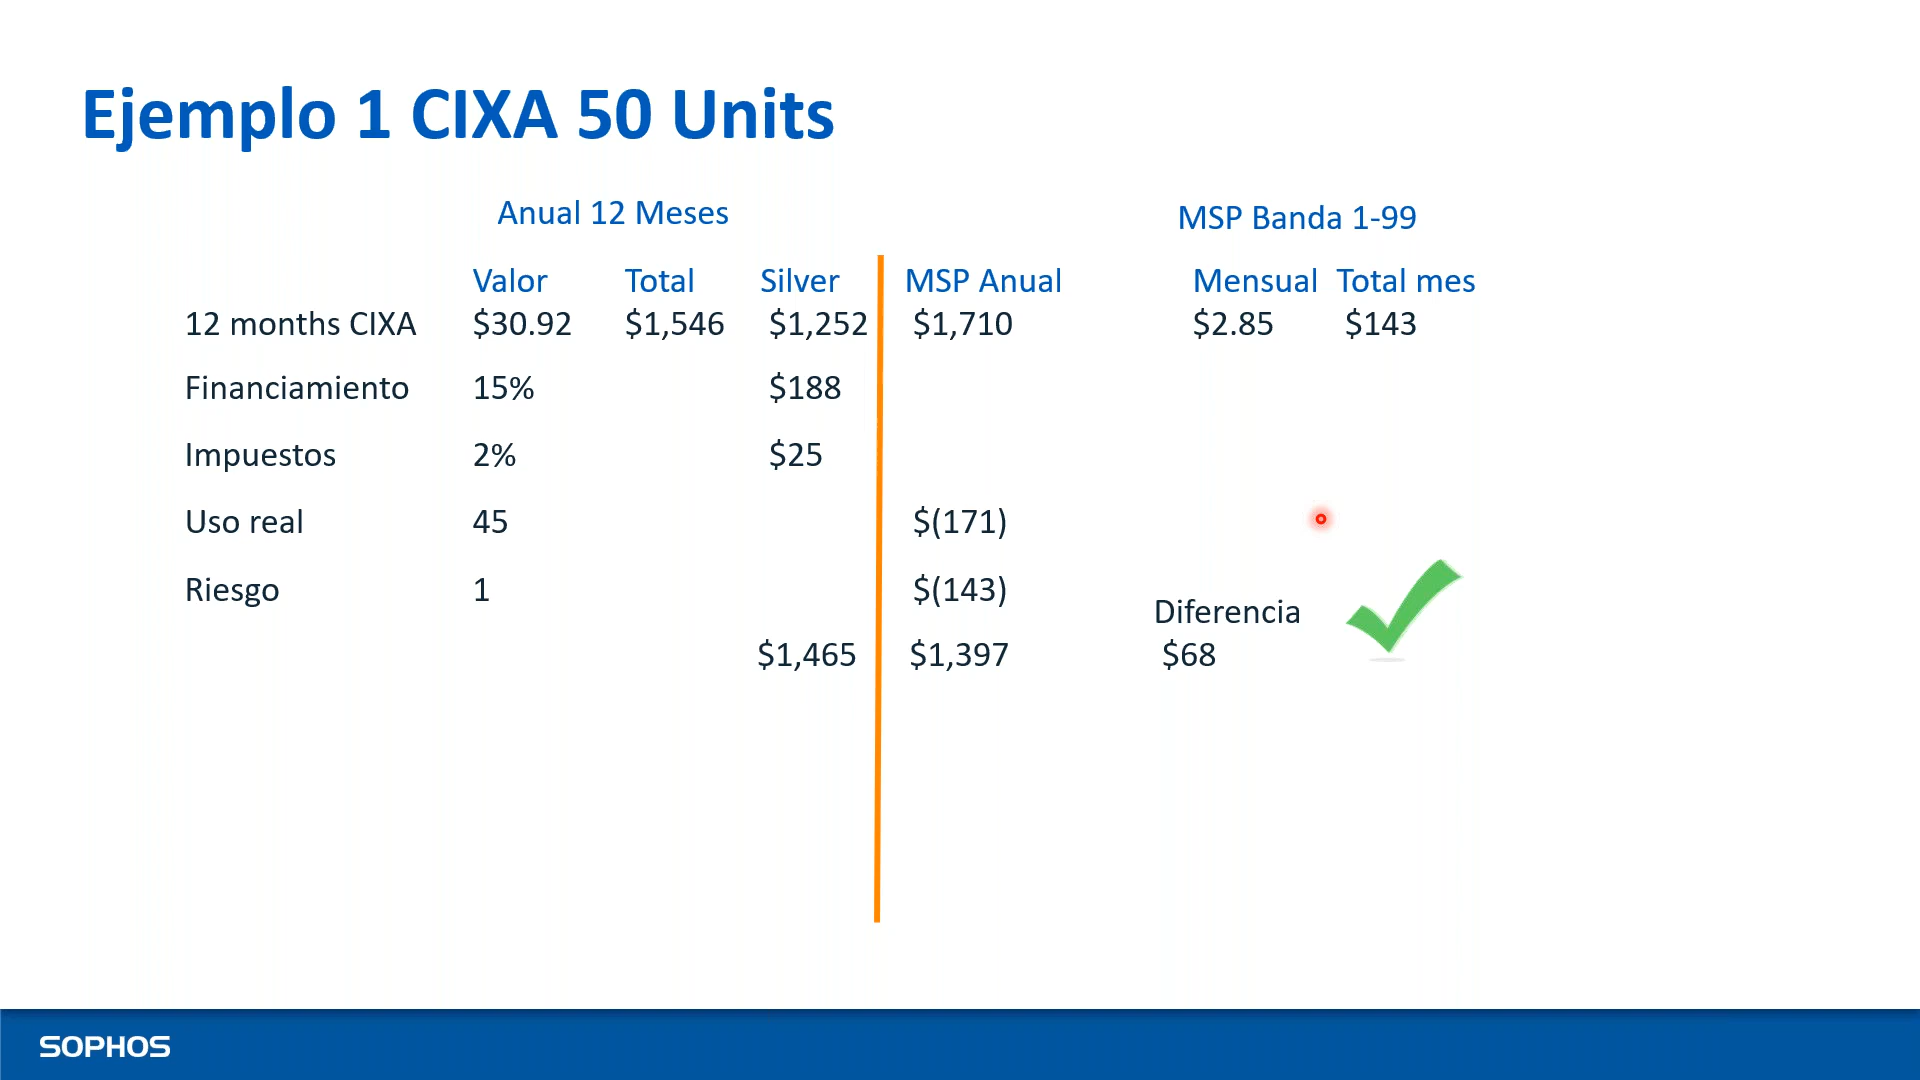 Ejemplo 1 CIXA 50 Units
Anual 12 Meses
MSP Banda 1-99
Valor Total Silver MSP Anual Mensual Total mes
12 months CIXA $30.92 $1,546 $1,252 $1,710 $2.85 $143
Financiamiento 15% $188
Impuestos 2% $25
Uso real 45 $(171)
Riesgo 1 $(143)
Diferencia
$1,465 $1,397 $68
SOPHOS